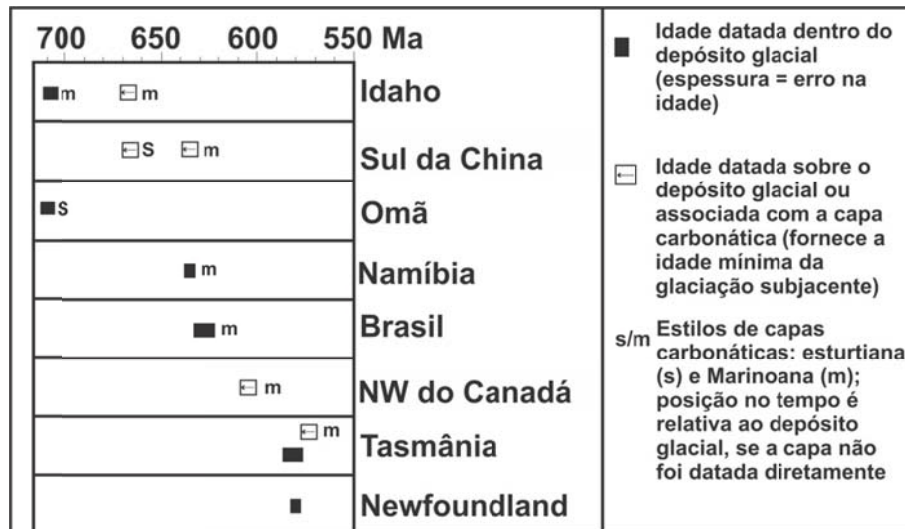 700 650 600 550 Ma
m m Idaho
S m Sul da China
S Omã
m Namíbia
m Brasil
m NW do Canadá
m Tasmânia
Newfoundland
Idade datada dentro do
depósito glacial
(espessura = erro na
idade)
Idade datada sobre o
depósito glacial ou
associada com a capa
carbonática (fornece a
idade mínima da
glaciação subjacente)
s/m Estilos de capas
carbonáticas: esturtiana
(s) e Marinoana (m);
posição no tempo é
relativa ao depósito
glacial, se a capa não
foi datada diretamente